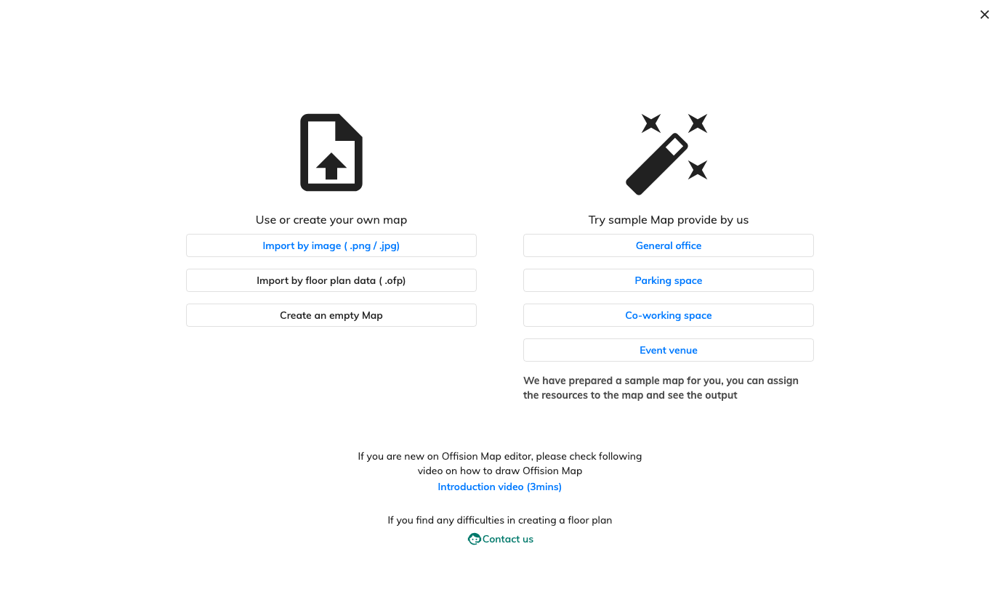 Use or create your own map
Import by image ( .png / .jpg)
Import by floor plan data ( .ofp)
Create an empty Map
Try sample Map provide by us
General office
Parking space
Co-working space
Event venue
We have prepared a sample map for you, you can assign
the resources to the map and see the output
If you are new on Offision Map editor, please check following
video on how to draw Offision Map
Introduction video (3mins)
If you find any difficulties in creating a floor plan
Contact us